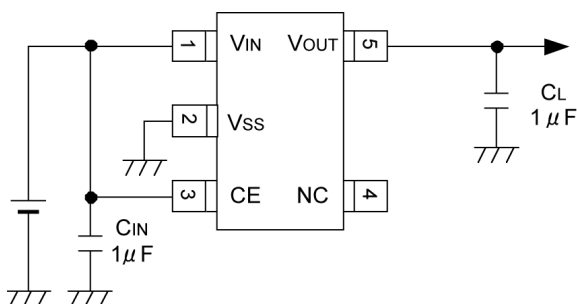 1 VIN VOUT 5
2 VSS
3 CE NC 4
CIN
1μF
CL
1μF